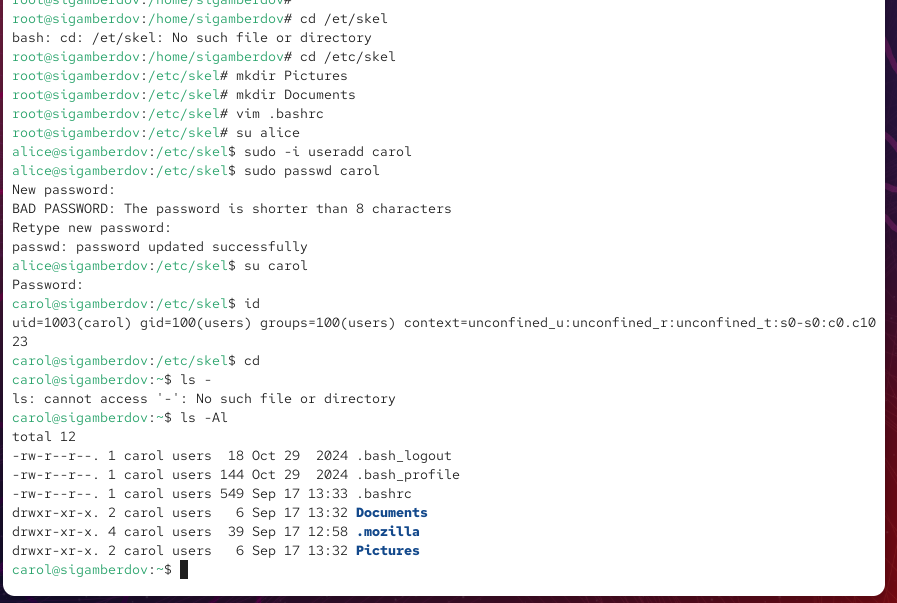 root@sigamberdov:/home/sigamberdov#
root@sigamberdov:/home/sigamberdov# cd /et/skel
bash: cd: /et/skel: No such file or directory
root@sigamberdov:/home/sigamberdov# cd /etc/skel
root@sigamberdov:/etc/skel# mkdir Pictures
root@sigamberdov:/etc/skel# mkdir Documents
root@sigamberdov:/etc/skel# vim .bashrc
root@sigamberdov:/etc/skel# su alice
alice@sigamberdov:/etc/skel$ sudo -i useradd carol
alice@sigamberdov:/etc/skel$ sudo passwd carol
New password:
BAD PASSWORD: The password is shorter than 8 characters
Retype new password:
passwd: password updated successfully
alice@sigamberdov:/etc/skel$ su carol
Password:
carol@sigamberdov:/etc/skel$ id
uid=1003(carol) gid=100(users) groups=100(users) context=unconfined_u:unconfined_r:unconfined_t:s0-s0:c0.c10
23
carol@sigamberdov:/etc/skel$ cd
carol@sigamberdov:~$ ls -
ls: cannot access '-': No such file or directory
carol@sigamberdov:~$ ls -Al
total 12
-rw-r--r--. 1 carol users  18 Oct 29  2024 .bash_logout
-rw-r--r--. 1 carol users 144 Oct 29  2024 .bash_profile
-rw-r--r--. 1 carol users 549 Sep 17 13:33 .bashrc
drwxr-xr-x. 2 carol users   6 Sep 17 13:32 Documents
drwxr-xr-x. 4 carol users  39 Sep 17 12:58 .mozilla
drwxr-xr-x. 2 carol users   6 Sep 17 13:32 Pictures
carol@sigamberdov:~$